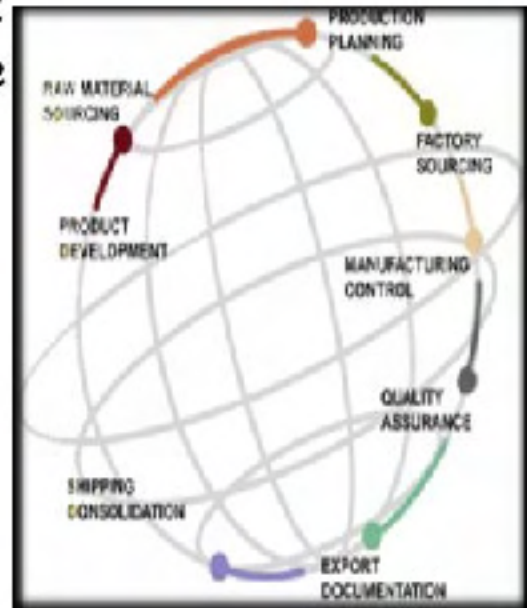 PRODUCTION
PLANNING
RAW MATERIAL
SOURCING
FACTORY
SOURCING
PRODUCT
DEVELOPMENT
MANUFACTURING
CONTROL
QUALITY
ASSURANCE
SHIPPING
CONSOLIDATION
EXPORT
DOCUMENTATION